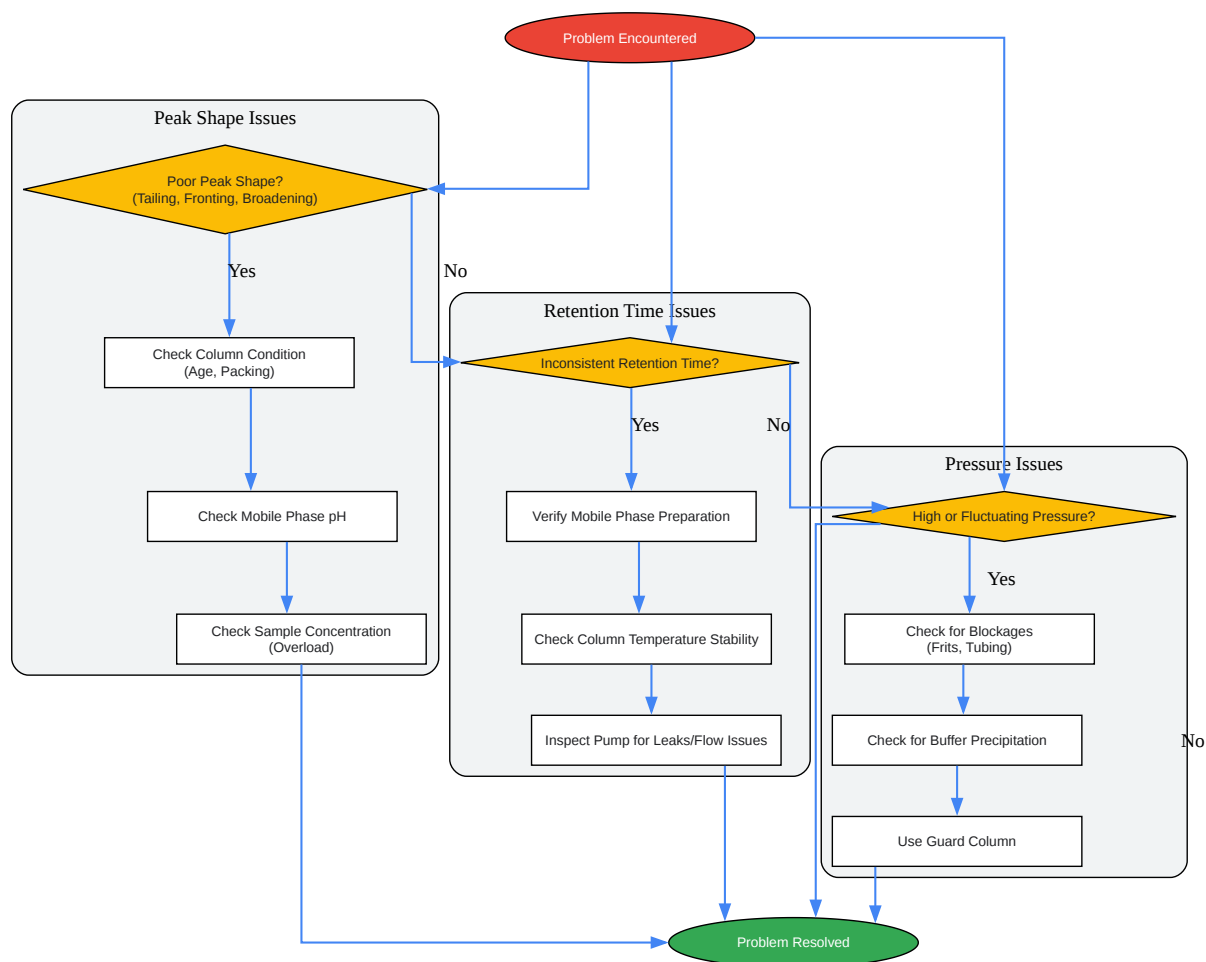 Problem Encountered
Peak Shape Issues
Poor Peak Shape?
(Tailing, Fronting, Broadening)
Yes
No
Check Column Condition
(Age, Packing)
Check Mobile Phase pH
Check Sample Concentration
(Overload)
Retention Time Issues
Inconsistent Retention Time?
Yes
No
Verify Mobile Phase Preparation
Check Column Temperature Stability
Inspect Pump for Leaks/Flow Issues
Pressure Issues
High or Fluctuating Pressure?
Yes
Check for Blockages
(Frits, Tubing)
Check for Buffer Precipitation
No
Use Guard Column
Problem Resolved